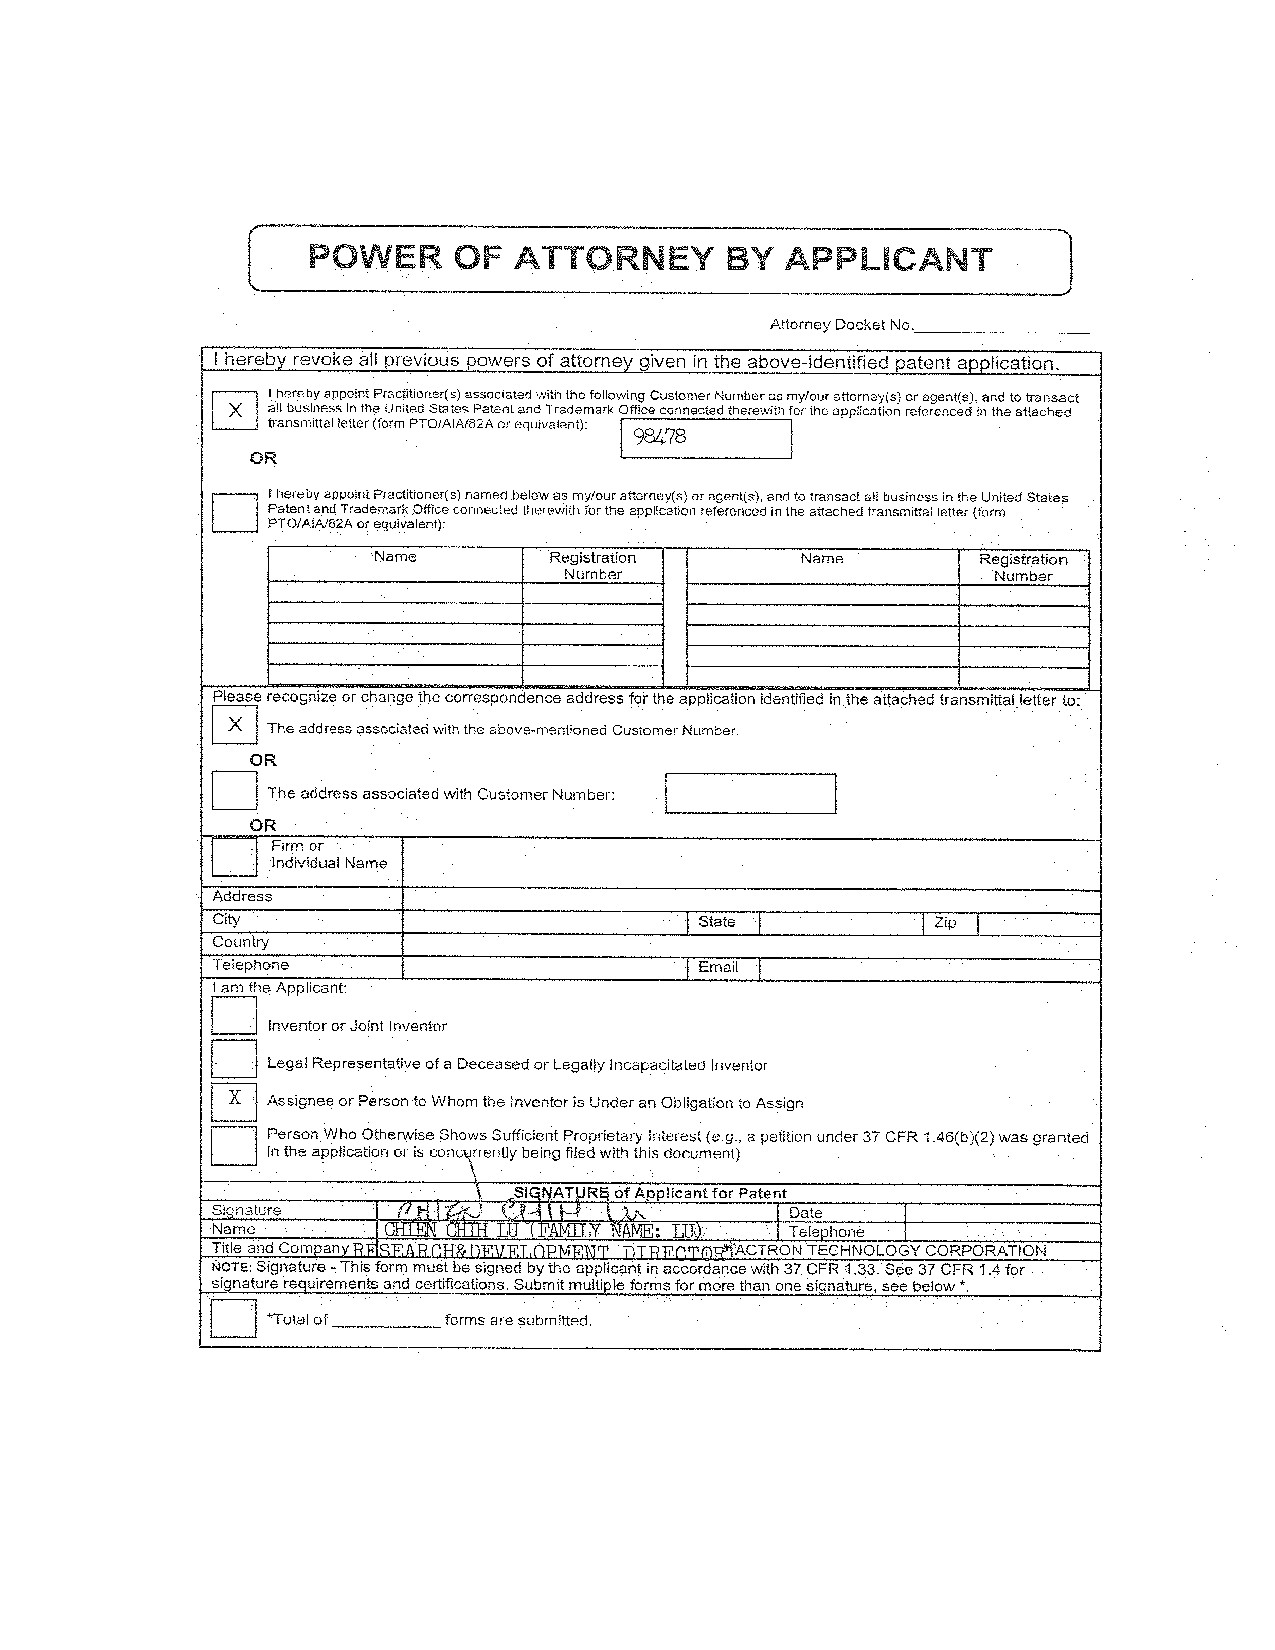 POWER OF ATTORNEY BY APPLICANT
Attorney Docket No.
I hereby revoke all previous powers of attorney given in the above-identified patent application.
X
I hereby appoint Practitioner(s) associated with the following Customer Number as my/our attorney(s) or agent(s), and to transact
all business in the United States Patent and Trademark Office connected therewith for the application referenced in the attached
transmittal letter (form PTO/AIA/82A or equivalent):
98478
OR
I hereby appoint Practitioner(s) named below as my/our attorney(s) or agent(s), and to transact all business in the United States
Patent and Trademark Office connected therewith for the application referenced in the attached transmittal letter (form
PTO/AIA/82A or equivalent):
Name Registration Number Name Registration Number
Please recognize or change the correspondence address for the application identified in the attached transmittal letter to:
X The address associated with the above-mentioned Customer Number.
OR
The address associated with Customer Number:
OR
Firm or
Individual Name
Address
City State Zip
Country
Telephone Email
I am the Applicant:
Inventor or Joint Inventor
Legal Representative of a Deceased or Legally Incapacitated Inventor
X Assignee or Person to Whom the Inventor is Under an Obligation to Assign
Person Who Otherwise Shows Sufficient Proprietary Interest (e.g., a petition under 37 CFR 1.46(b)(2) was granted
in the application or is concurrently being filed with this document)
SIGNATURE of Applicant for Patent
Signature CHIEN CHIH LU Date
Name CHIEN CHIH LU (FAMILY NAME: LU) Telephone
Title and Company RESEARCH&DEVELOPMENT DIRECTOR ACTRON TECHNOLOGY CORPORATION
NOTE: Signature - This form must be signed by the applicant in accordance with 37 CFR 1.33. See 37 CFR 1.4 for
signature requirements and certifications. Submit multiple forms for more than one signature, see below *.
*Total of forms are submitted.